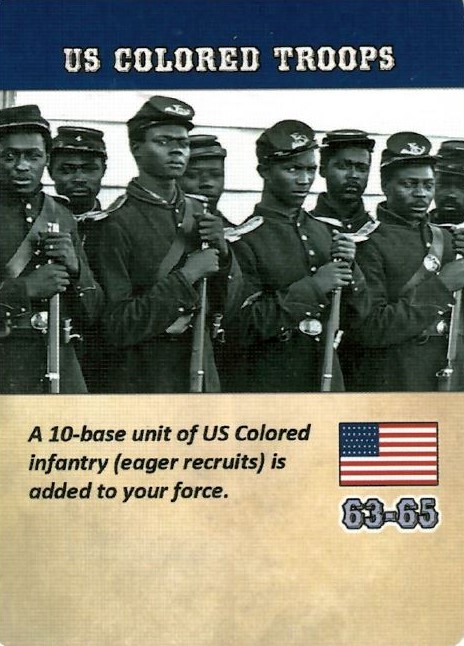 US COLORED TROOPS
A 10-base unit of US Colored
infantry (eager recruits) is
added to your force.
63-65